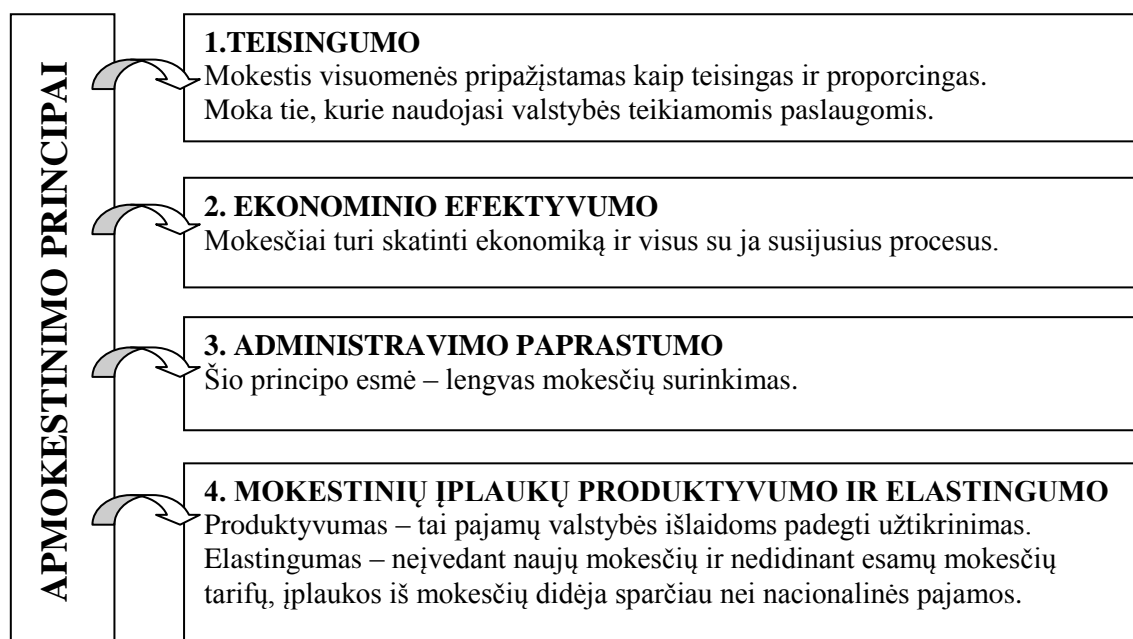 APMOKESTINIMO PRINCIPAI
1.TEISINGUMO
Mokestis visuomenės pripažįstamas kaip teisingas ir proporcingas.
Moka tie, kurie naudojasi valstybės teikiamomis paslaugomis.
2. EKONOMINIO EFEKTYVUMO
Mokesčiai turi skatinti ekonomiką ir visus su ja susijusius procesus.
3. ADMINISTRAVIMO PAPRASTUMO
Šio principo esmė – lengvas mokesčių surinkimas.
4. MOKESTINIŲ ĮPLAUKŲ PRODUKTYVUMO IR ELASTINGUMO
Produktyvumas – tai pajamų valstybės išlaidoms padegti užtikrinimas.
Elastingumas – neįvedant naujų mokesčių ir nedidinant esamų mokesčių
tarifų, įplaukos iš mokesčių didėja sparčiau nei nacionalinės pajamos.